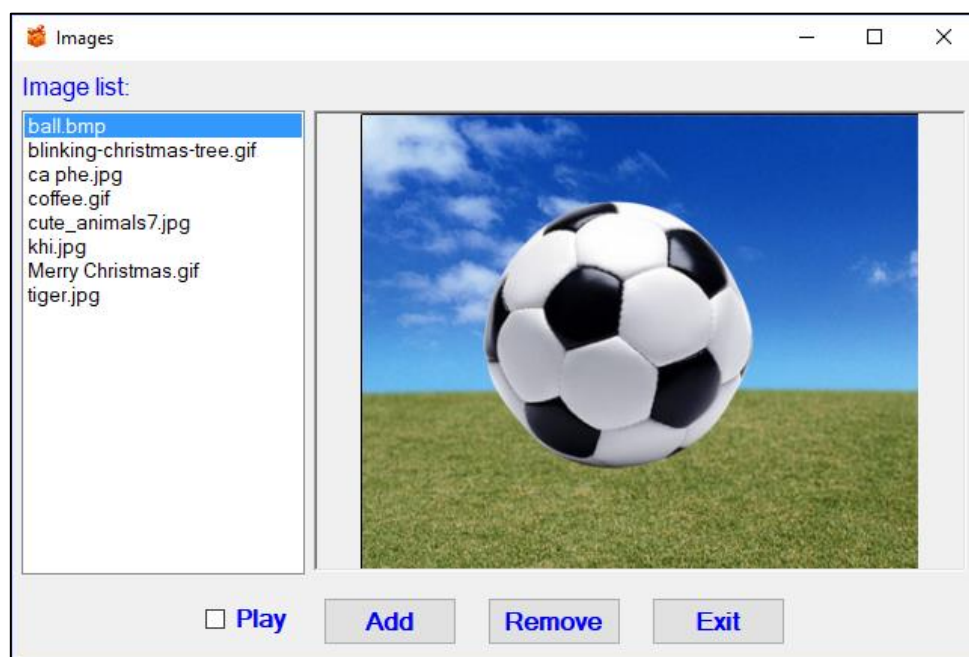 Images
Image list:
ball.bmp
blinking-christmas-tree.gif
ca phe.jpg
coffee.gif
cute_animals7.jpg
khi.jpg
Merry Christmas.gif
tiger.jpg
Play Add Remove Exit